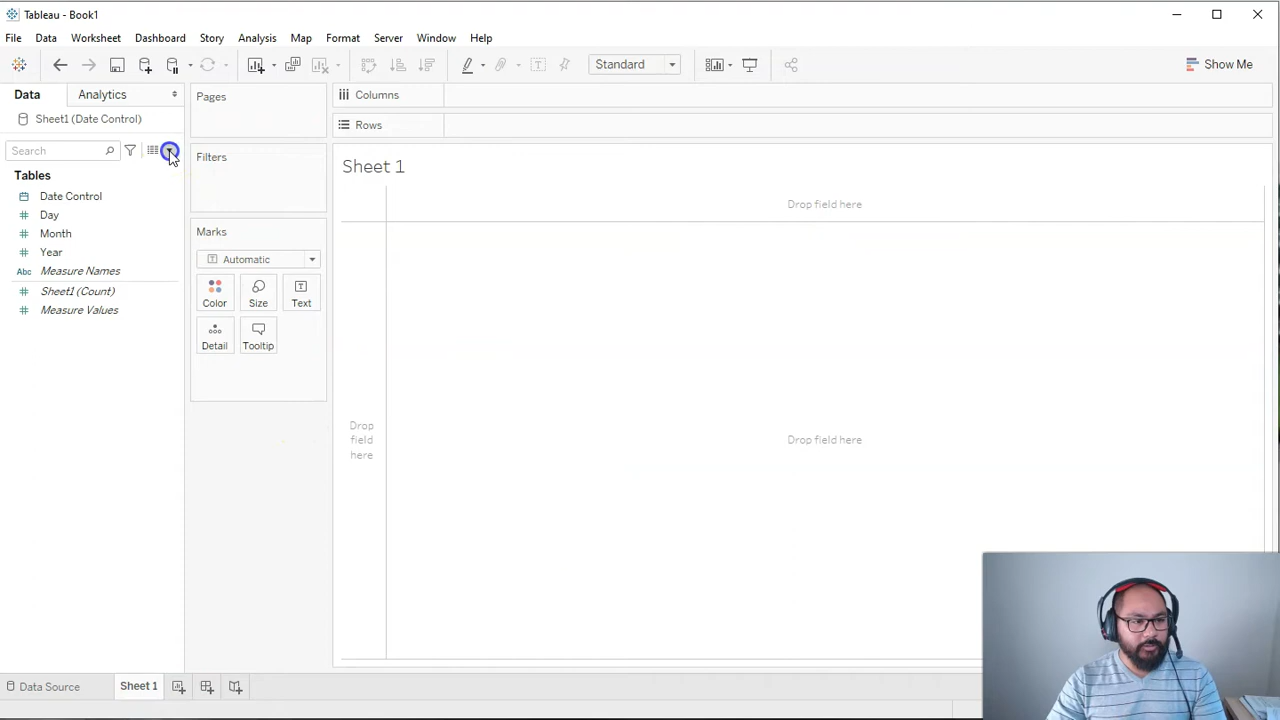 Tableau - Book1
File Data Worksheet Dashboard Story Analysis Map Format Server Window Help
Standard
Show Me
Data Analytics
Sheet1 (Date Control)
Search
Tables
Date Control
Day
Month
Year
Abc Measure Names
Sheet1 (Count)
Measure Values
Pages
Filters
Marks
Automatic
Color Size Text
Detail Tooltip
Columns
Rows
Sheet 1
Drop field here
Drop
field
here
Drop field here
Data Source Sheet 1